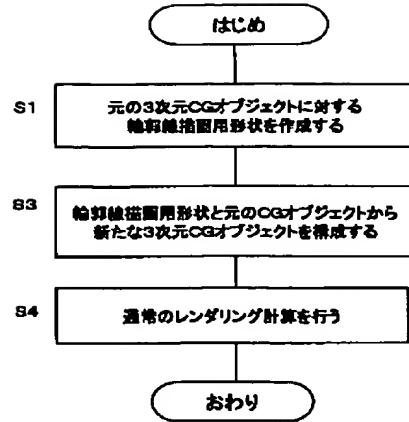 はじめ
S1
元の3次元CGオブジェクトに対する
輪郭線描画用形状を作成する
S3
輪郭線描画用形状と元のCGオブジェクトから
新たな3次元CGオブジェクトを構成する
S4
通常のレンダリング計算を行う
おわり